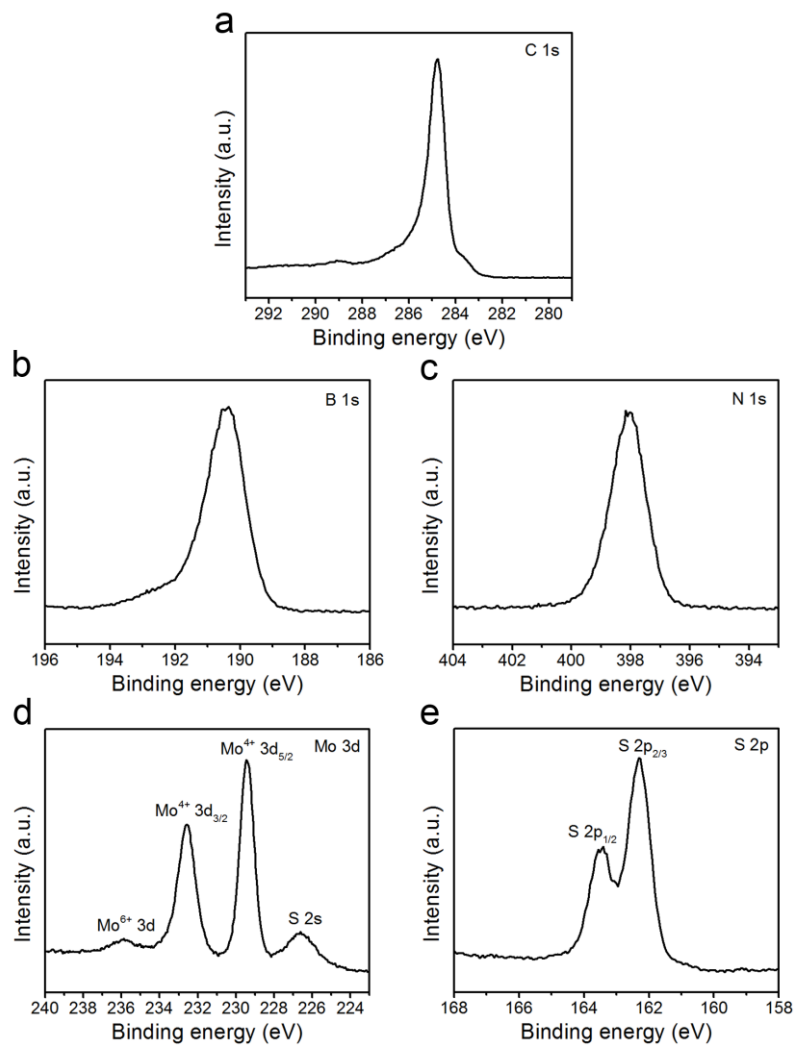 a
C 1s
Intensity (a.u.)
292 290 288 286 284 282 280
Binding energy (eV)
b
B 1s
Intensity (a.u.)
196 194 192 190 188 186
Binding energy (eV)
c
N 1s
Intensity (a.u.)
404 402 400 398 396 394
Binding energy (eV)
d
Mo⁴⁺ 3d₅/₂ Mo 3d
Mo⁴⁺ 3d₃/₂
Mo⁶⁺ 3d
S 2s
Intensity (a.u.)
240 238 236 234 232 230 229 228 226 224
Binding energy (eV)
e
S 2p₂/₃ S 2p
S 2p₁/₂
Intensity (a.u.)
168 166 164 162 160 158
Binding energy (eV)